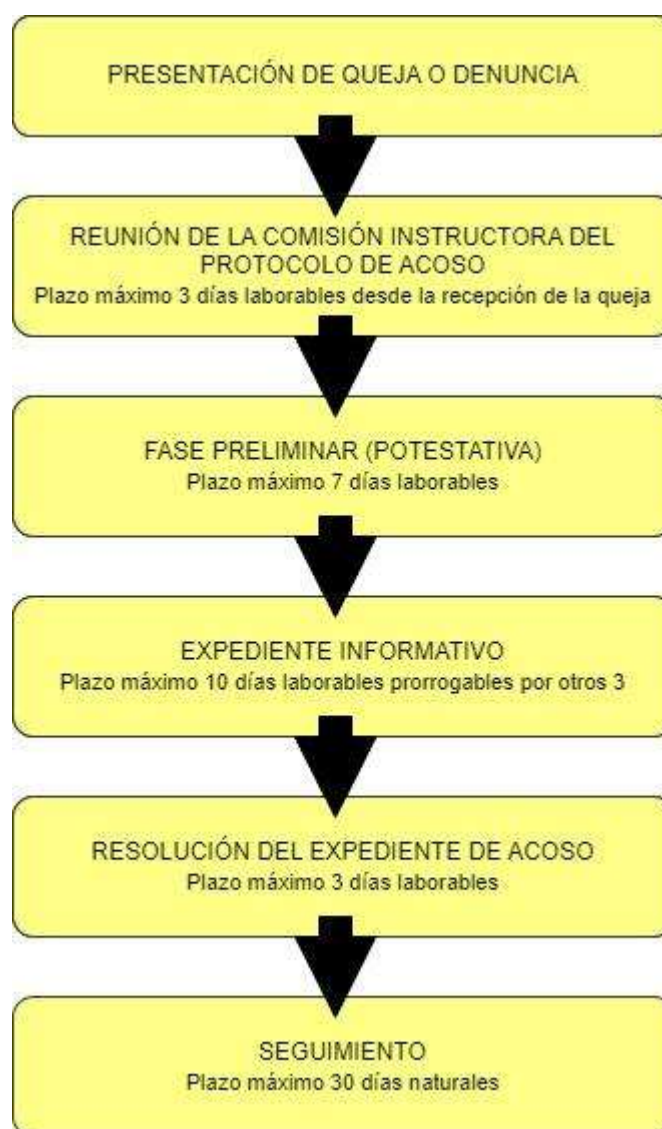 PRESENTACIÓN DE QUEJA O DENUNCIA
REUNIÓN DE LA COMISIÓN INSTRUCTORA DEL
PROTOCOLO DE ACOSO
Plazo máximo 3 días laborables desde la recepción de la queja
FASE PRELIMINAR (POTESTATIVA)
Plazo máximo 7 días laborables
EXPEDIENTE INFORMATIVO
Plazo máximo 10 días laborables prorrogables por otros 3
RESOLUCIÓN DEL EXPEDIENTE DE ACOSO
Plazo máximo 3 días laborables
SEGUIMIENTO
Plazo máximo 30 días naturales